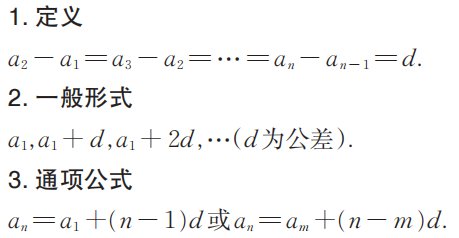 1. 定义
a₂－a₁＝a₃－a₂＝…＝aₙ－aₙ₋₁＝d.
2. 一般形式
a₁,a₁＋d,a₁＋2d,…(d为公差).
3. 通项公式
aₙ＝a₁＋(n－1)d或aₙ＝aₘ＋(n－m)d.